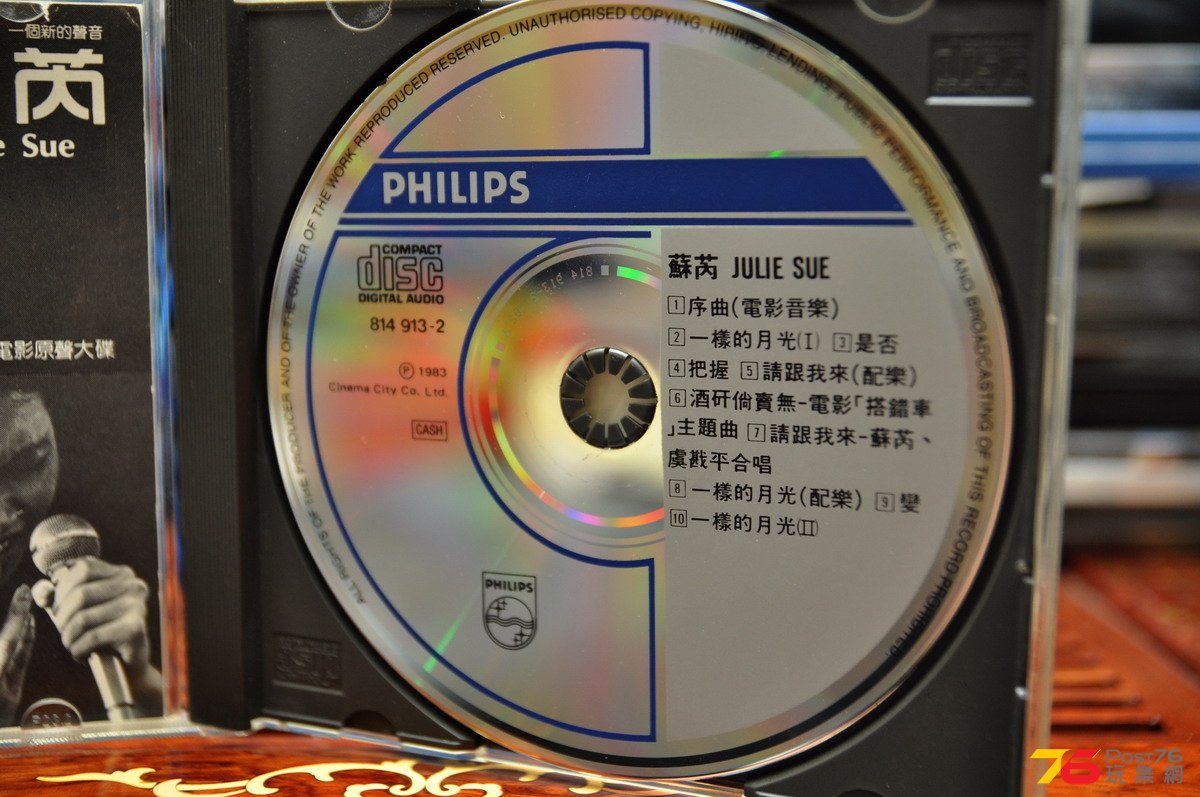 一個新的聲音
芮
e Sue
電影原聲大碟
ALL RIGHTS OF THE PRODUCER AND OF THE OWNER OF THE WORK REPRODUCED RESERVED. UNAUTHORISED COPYING, HIRING, LENDING, PUBLIC PERFORMANCE AND BROADCASTING OF THIS RECORD PROHIBITED.
PHILIPS
COMPACT
disc
DIGITAL AUDIO
814 913-2
Ⓟ 1983
Cinema City Co. Ltd.
CASH
PHILIPS
蘇芮 JULIE SUE
1 序曲(電影音樂)
2 一樣的月光(I) 3 是否
4 把握 5 請跟我來(配樂)
6 酒矸倘賣無-電影「搭錯車
」主題曲 7 請跟我來-蘇芮、
虞戡平合唱
8 一樣的月光(配樂) 9 變
10 一樣的月光(II)
76 Post76
玩樂網